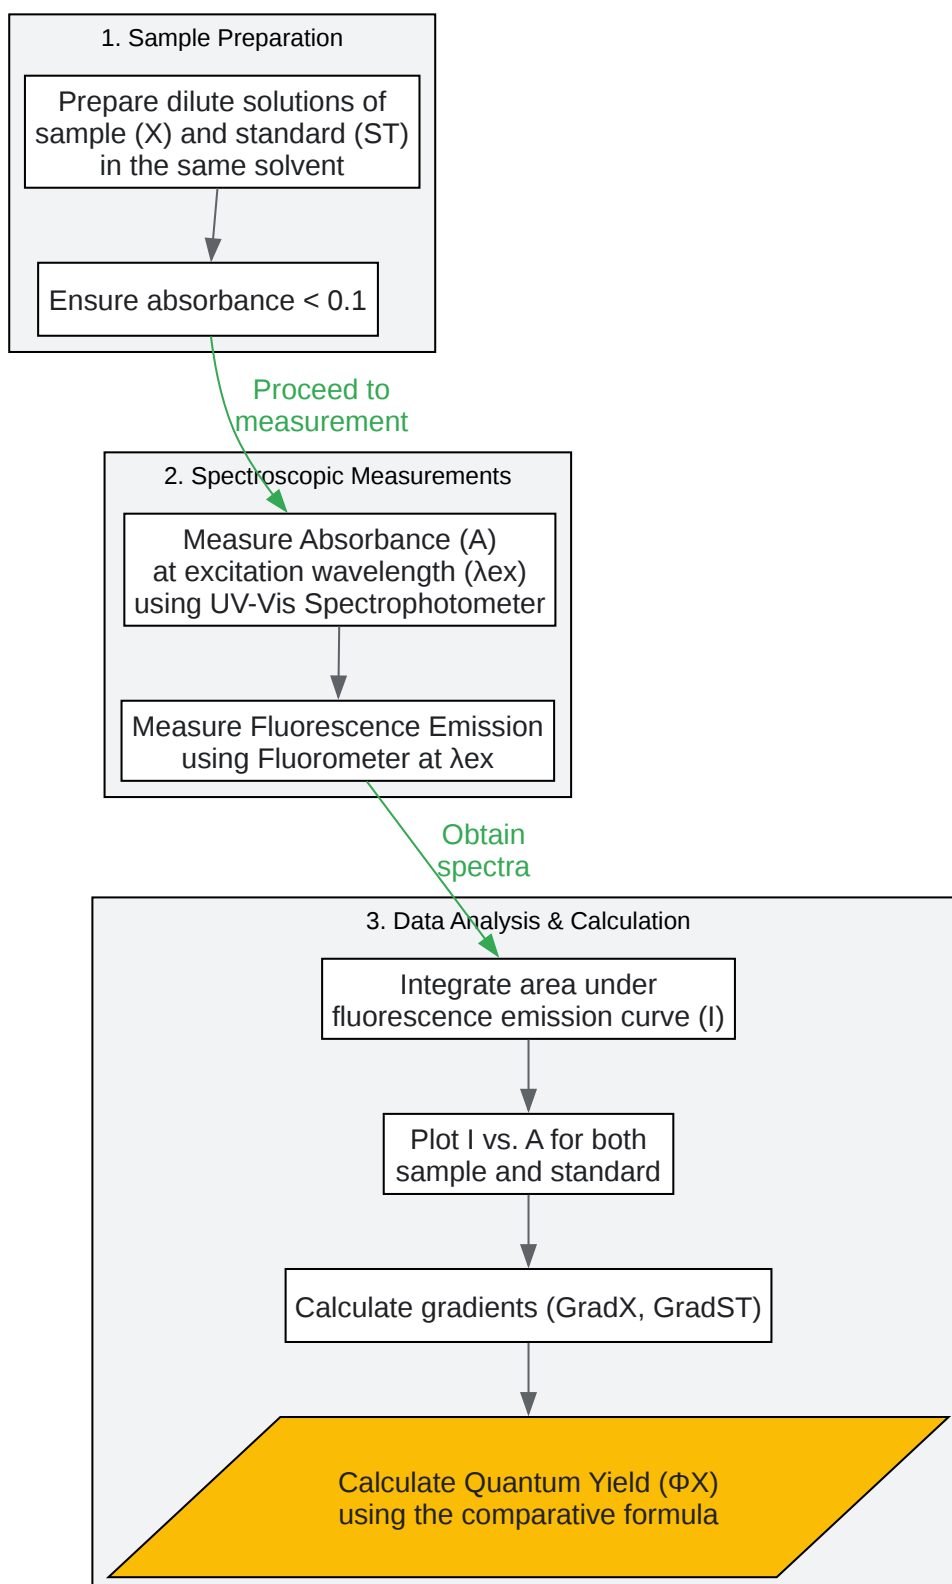 1. Sample Preparation
Prepare dilute solutions of
sample (X) and standard (ST)
in the same solvent
Ensure absorbance < 0.1
Proceed to
measurement
2. Spectroscopic Measurements
Measure Absorbance (A)
at excitation wavelength (λex)
using UV-Vis Spectrophotometer
Measure Fluorescence Emission
using Fluorometer at λex
Obtain
spectra
3. Data Analysis & Calculation
Integrate area under
fluorescence emission curve (I)
Plot I vs. A for both
sample and standard
Calculate gradients (GradX, GradST)
Calculate Quantum Yield (ΦX)
using the comparative formula